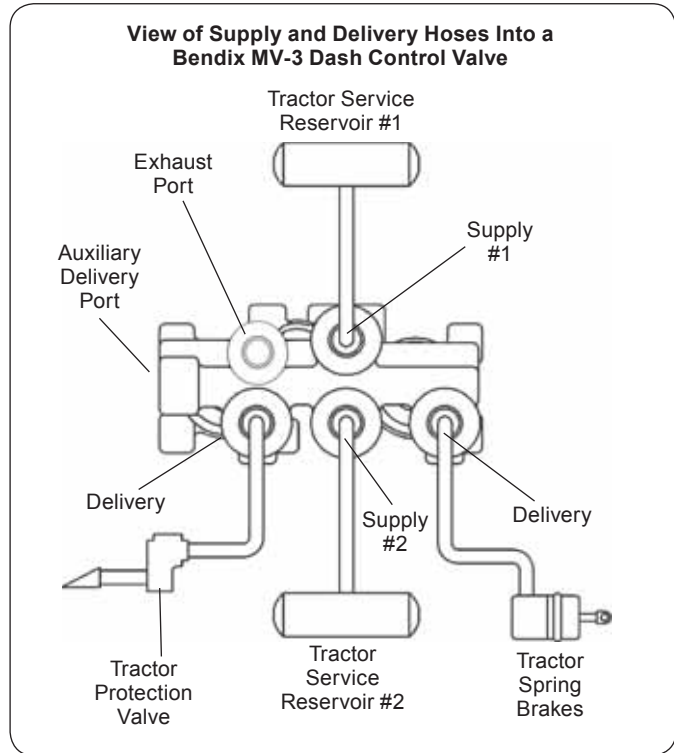 View of Supply and Delivery Hoses Into a
Bendix MV-3 Dash Control Valve
Tractor Service
Reservoir #1
Exhaust
Port
Supply
#1
Auxiliary
Delivery
Port
Delivery
Supply
#2
Delivery
Tractor
Protection
Valve
Tractor
Service
Reservoir #2
Tractor
Spring
Brakes